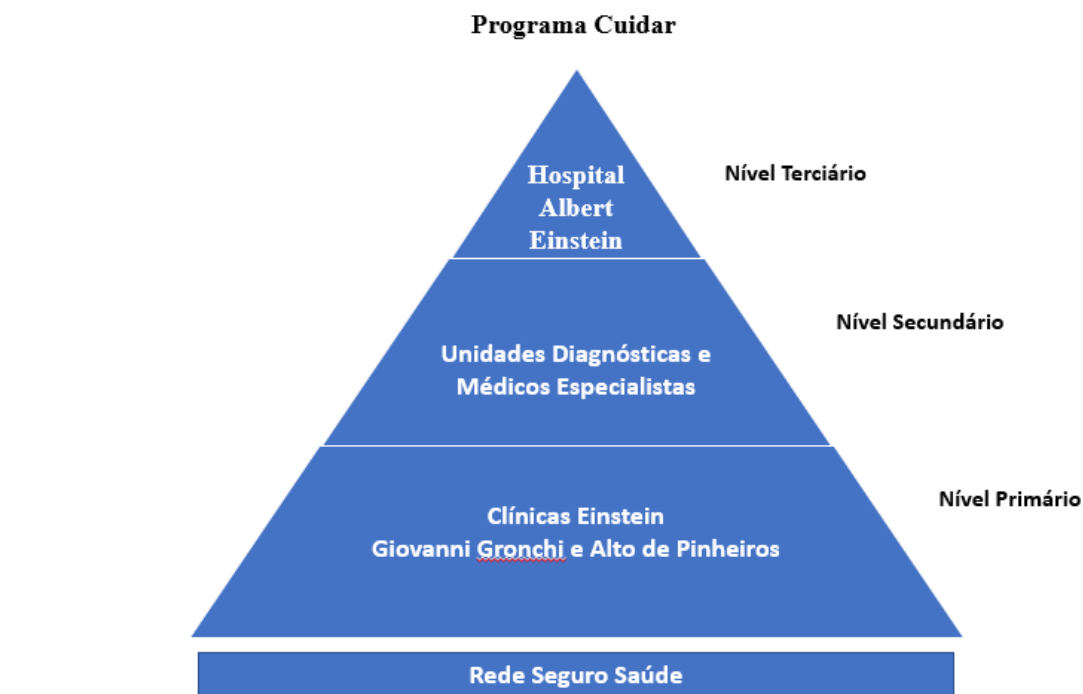 Programa Cuidar
Hospital
Albert
Einstein
Nível Terciário
Nível Secundário
Unidades Diagnósticas e
Médicos Especialistas
Nível Primário
Clínicas Einstein
Giovanni Gronchi e Alto de Pinheiros
Rede Seguro Saúde